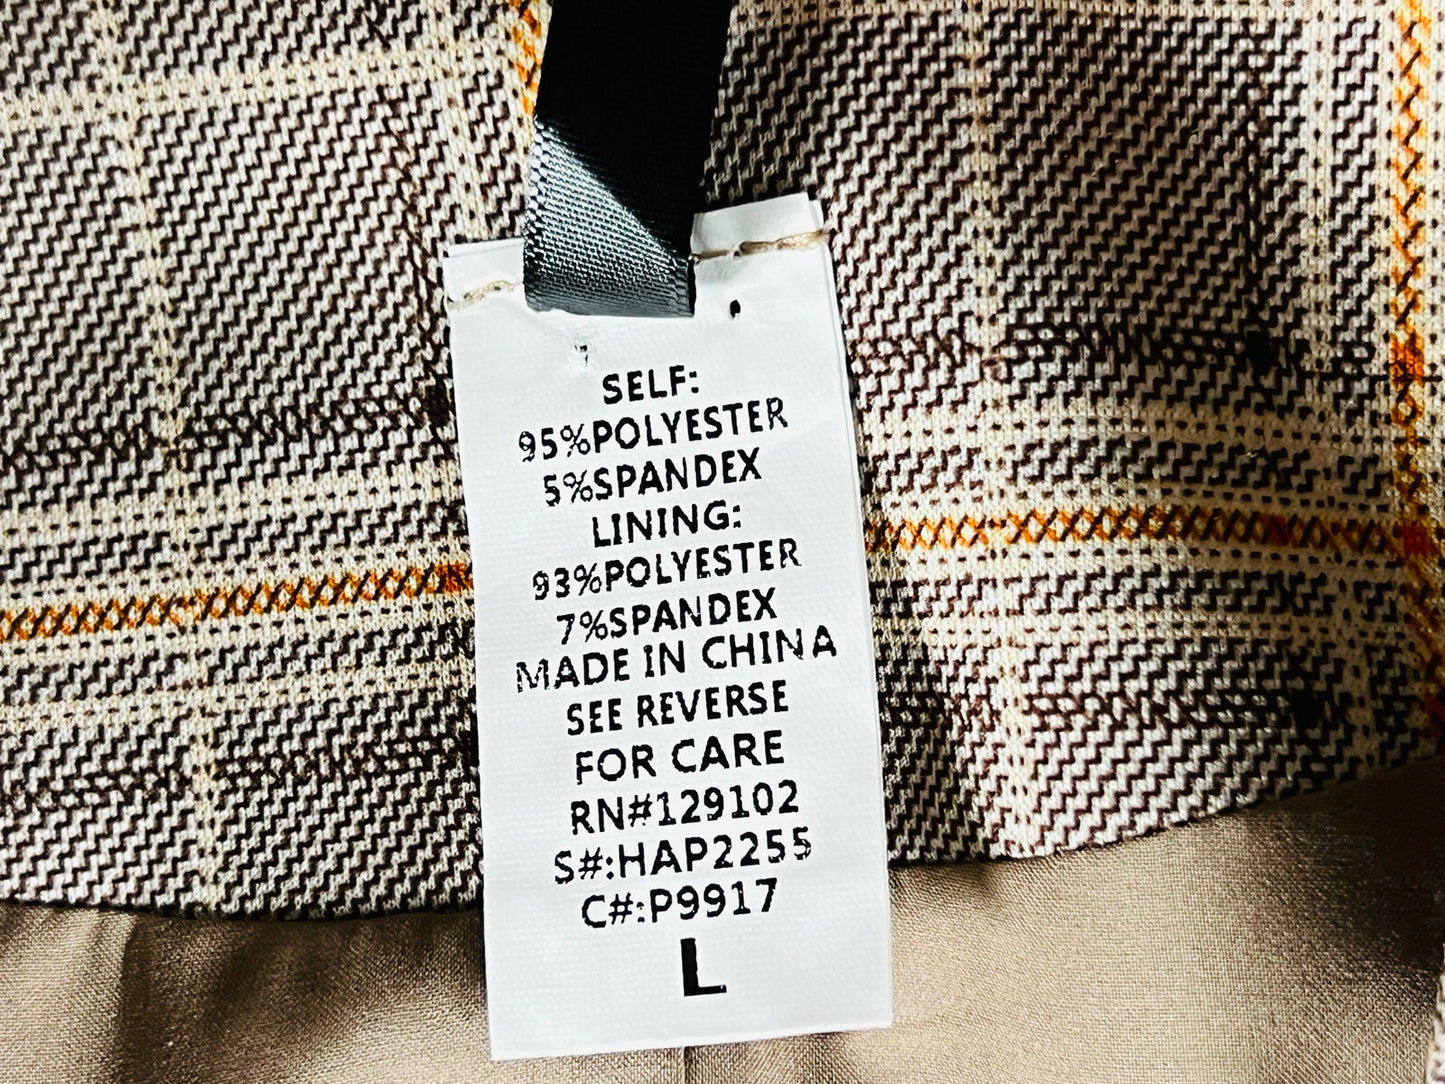 SELF:
95%POLYESTER
5%SPANDEX
LINING:
93%POLYESTER
7%SPANDEX
MADE IN CHINA
SEE REVERSE
FOR CARE
RN#129102
S#:HAP2255
C#:P9917
L